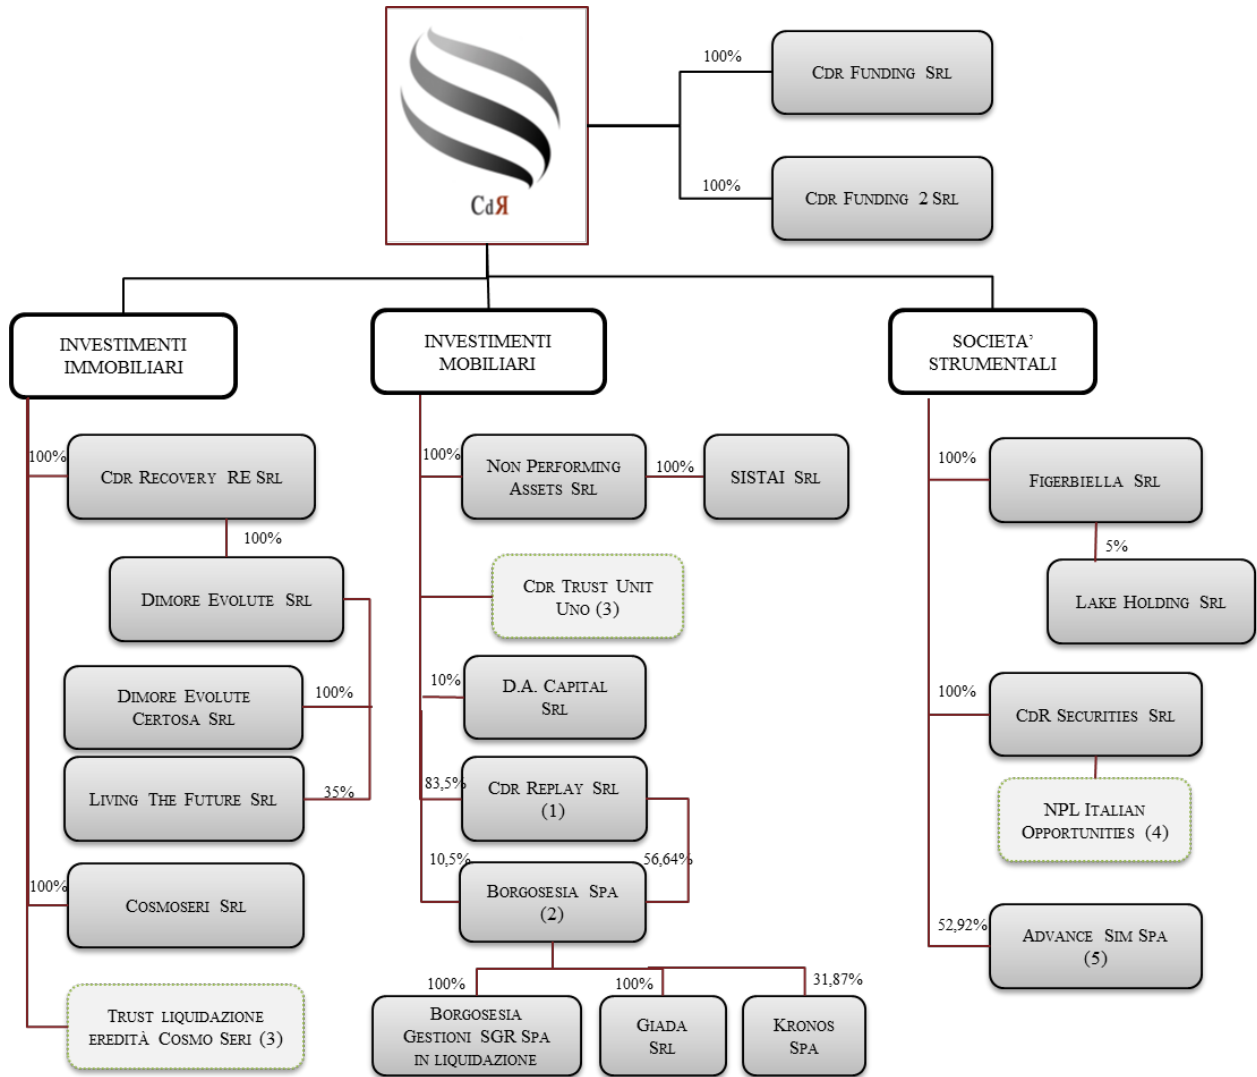 CdЯ
100%
CDR FUNDING SRL
100%
CDR FUNDING 2 SRL
INVESTIMENTI
IMMOBILIARI
INVESTIMENTI
MOBILIARI
SOCIETA'
STRUMENTALI
100%
CDR RECOVERY RE SRL
100%
DIMORE EVOLUTE SRL
DIMORE EVOLUTE
CERTOSA SRL
100%
LIVING THE FUTURE SRL
35%
100%
COSMOSERI SRL
TRUST LIQUIDAZIONE
EREDITÀ COSMO SERI (3)
100%
NON PERFORMING
ASSETS SRL
100%
SISTAI SRL
CDR TRUST UNIT
UNO (3)
10%
D.A. CAPITAL
SRL
83,5%
CDR REPLAY SRL
(1)
10,5%
56,64%
BORGOSESIA SPA
(2)
100%
BORGOSESIA
GESTIONI SGR SPA
IN LIQUIDAZIONE
100%
GIADA
SRL
31,87%
KRONOS
SPA
100%
FIGERBIELLA SRL
5%
LAKE HOLDING SRL
100%
CDR SECURITIES SRL
NPL ITALIAN
OPPORTUNITIES (4)
52,92%
ADVANCE SIM SPA
(5)